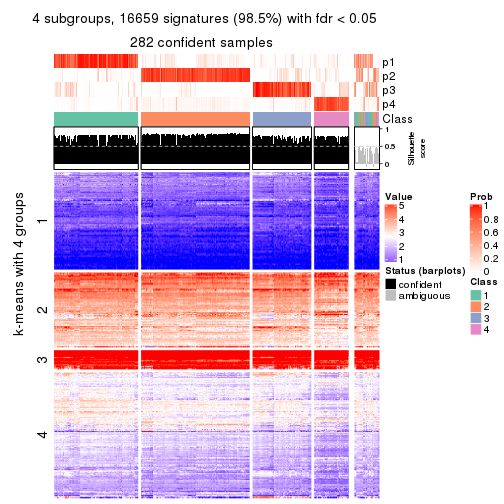 4 subgroups, 16659 signatures (98.5%) with fdr < 0.05
282 confident samples
p1
p2
p3
p4
Class
1
0.5
0
Silhouette
score
k-means with 4 groups
1
2
3
4
Value
5
4
3
2
1
Status (barplots)
confident
ambiguous
Prob
1
0.8
0.6
0.4
0.2
0
Class
1
2
3
4